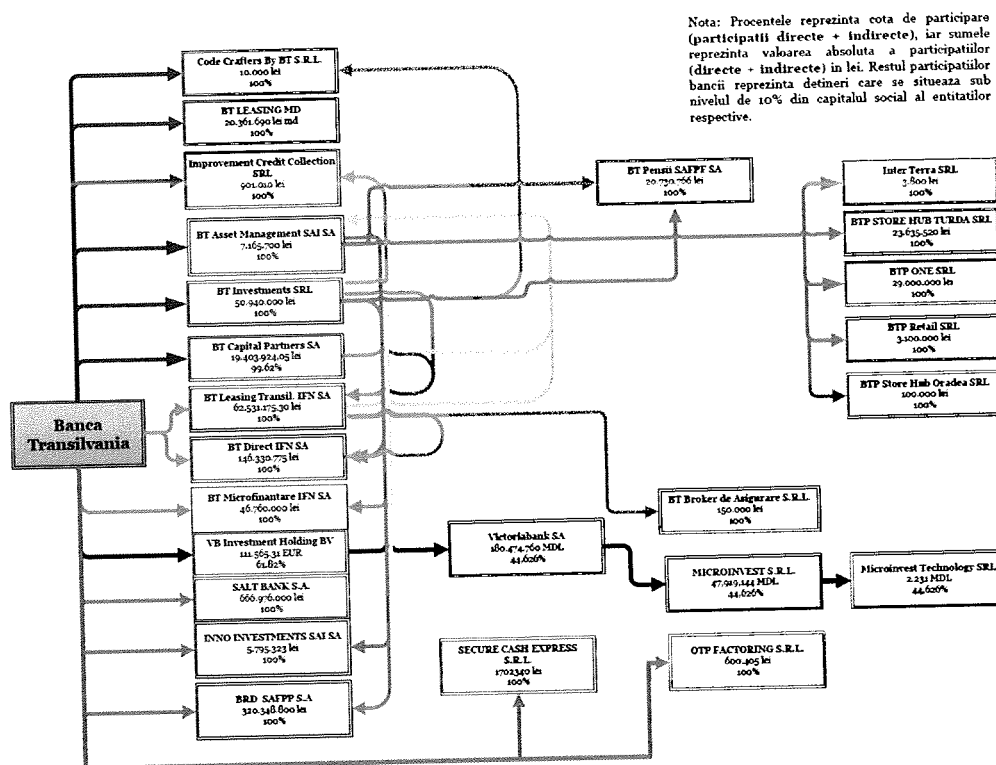 Nota: Procentele reprezinta cota de participare
(participatii directe + indirecte), iar sumele
reprezinta valoarea absoluta a participatiilor
(directe + indirecte) in lei. Restul participatiilor
bancii reprezinta detineri care se situeaza sub
nivelul de 10% din capitalul social al entitatilor
respective.
Banca
Transilvania
Code Crafters By BT S.R.L.
10.000 lei
100%
BT LEASING MD
20.361.690 lei md
100%
Improvement Credit Collection
SRL
901.010 lei
100%
BT Asset Management SAI SA
7.165.700 lei
100%
BT Investments SRL
50.940.000 lei
100%
BT Capital Partners SA
19.403.924,05 lei
99.62%
BT Leasing Transil. IFN SA
62.531.175,30 lei
100%
BT Direct IFN SA
146.330.775 lei
100%
BT Microfinantare IFN SA
46.760.000 lei
100%
VB Investment Holding BV
111.565,31 EUR
61.82%
SALT BANK S.A.
666.976.000 lei
100%
INNO INVESTMENTS SAI SA
5.795.323 lei
100%
BRD SAFPP S.A
320.348.800 lei
100%
BT Pensii SAFPF SA
20.730.766 lei
100%
Inter Terra SRL
3.800 lei
100%
BTP STORE HUB TURDA SRL
23.635.520 lei
100%
BTP ONE SRL
29.000.000 lei
100%
BTP Retail SRL
3.100.000 lei
100%
BTP Store Hub Oradea SRL
100.000 lei
100%
BT Broker de Asigurare S.R.L.
150.000 lei
100%
Victoriabank SA
180.474.760 MDL
44,626%
MICROINVEST S.R.L.
47.919.144 MDL
44,626%
Microinvest Technology SRL
2.231 MDL
44,626%
SECURE CASH EXPRESS
S.R.L.
1702340 lei
100%
OTP FACTORING S.R.L.
600.405 lei
100%